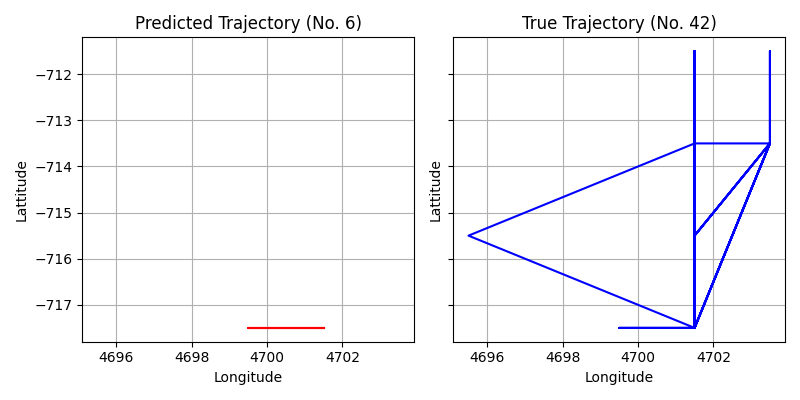 Predicted Trajectory (No. 6)
True Trajectory (No. 42)
Lattitude
−712
−713
−714
−715
−716
−717
4696
4698
4700
4702
Longitude
Lattitude
4696
4698
4700
4702
Longitude